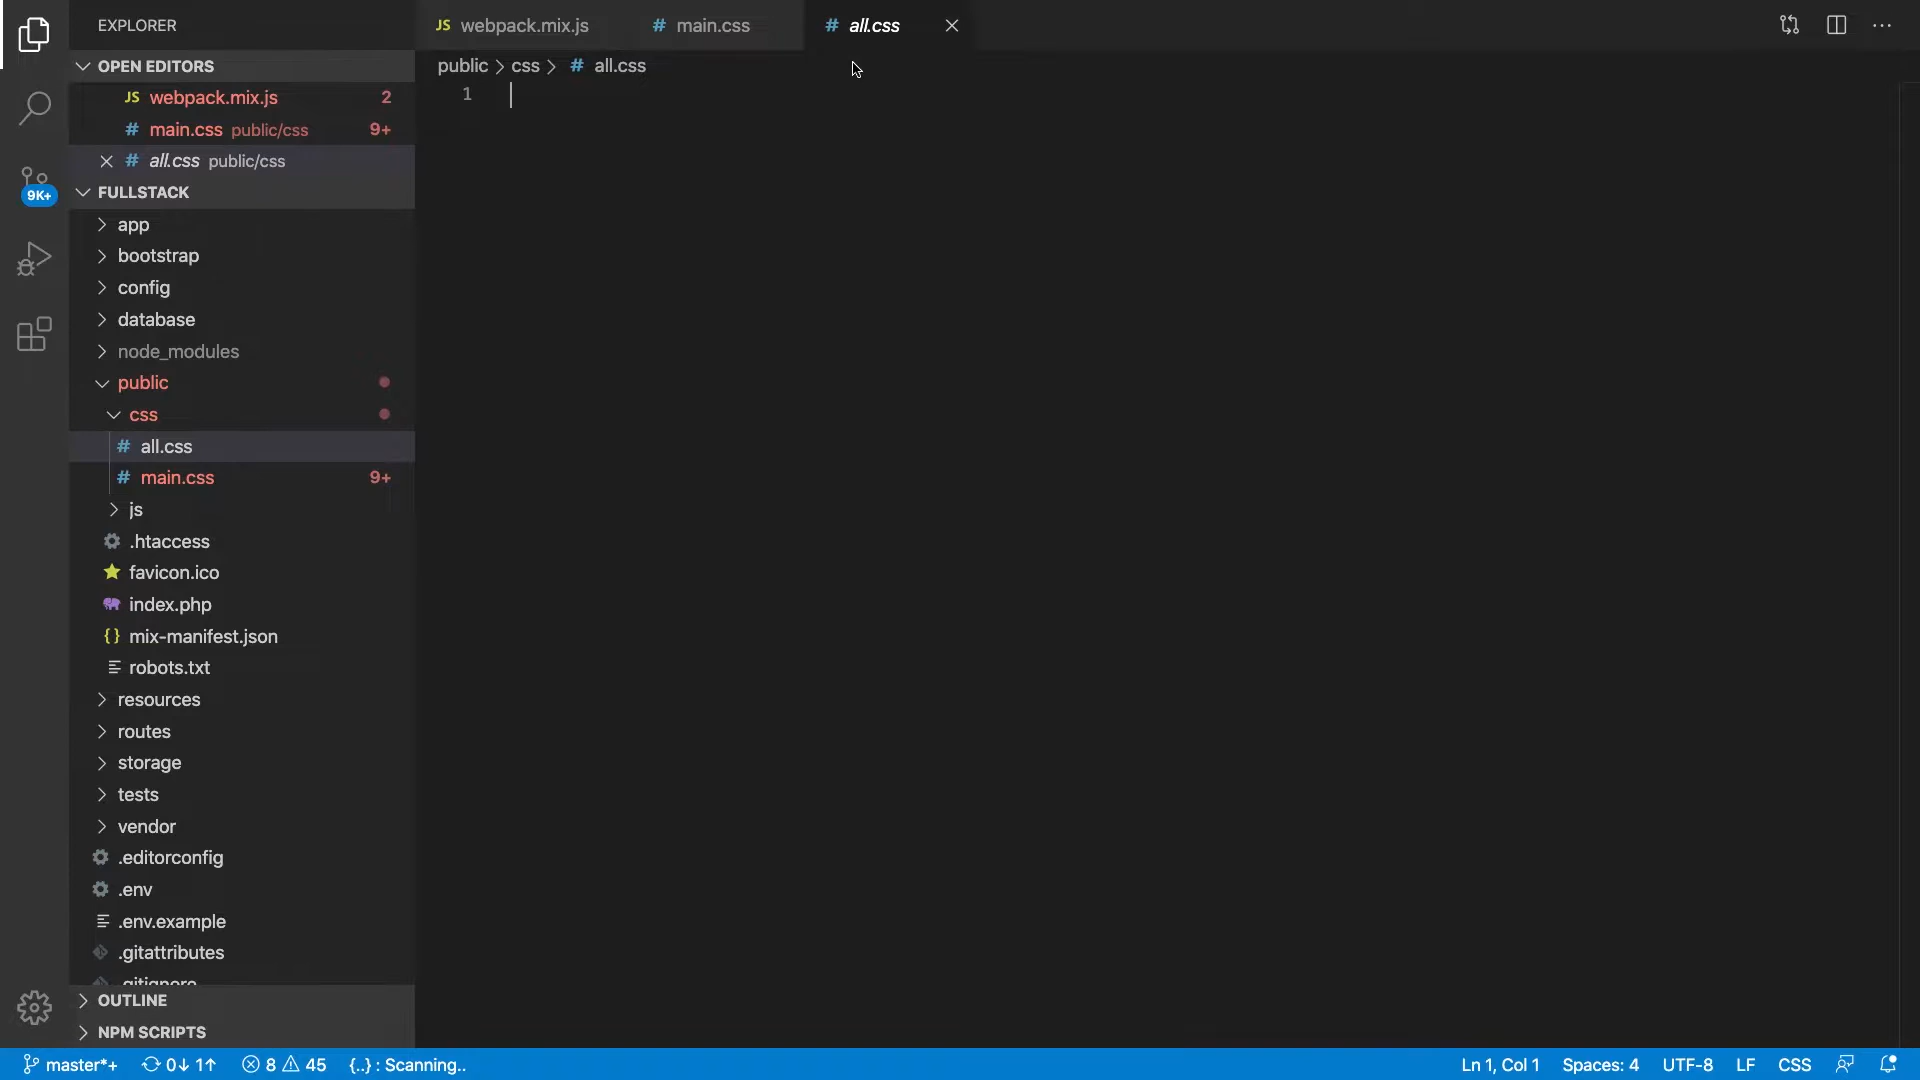 EXPLORER
JS webpack.mix.js
# main.css
# all.css
OPEN EDITORS
JS webpack.mix.js 2
# main.css public/css 9+
# all.css public/css
public > css > # all.css
1
9K+
FULLSTACK
app
bootstrap
config
database
node_modules
public
css
# all.css
# main.css 9+
js
.htaccess
favicon.ico
index.php
{} mix-manifest.json
robots.txt
resources
routes
storage
tests
vendor
.editorconfig
.env
.env.example
.gitattributes
.gitignore
OUTLINE
NPM SCRIPTS
master*+ 0↓ 1↑ 8 45 {..} : Scanning..
Ln 1, Col 1 Spaces: 4 UTF-8 LF CSS